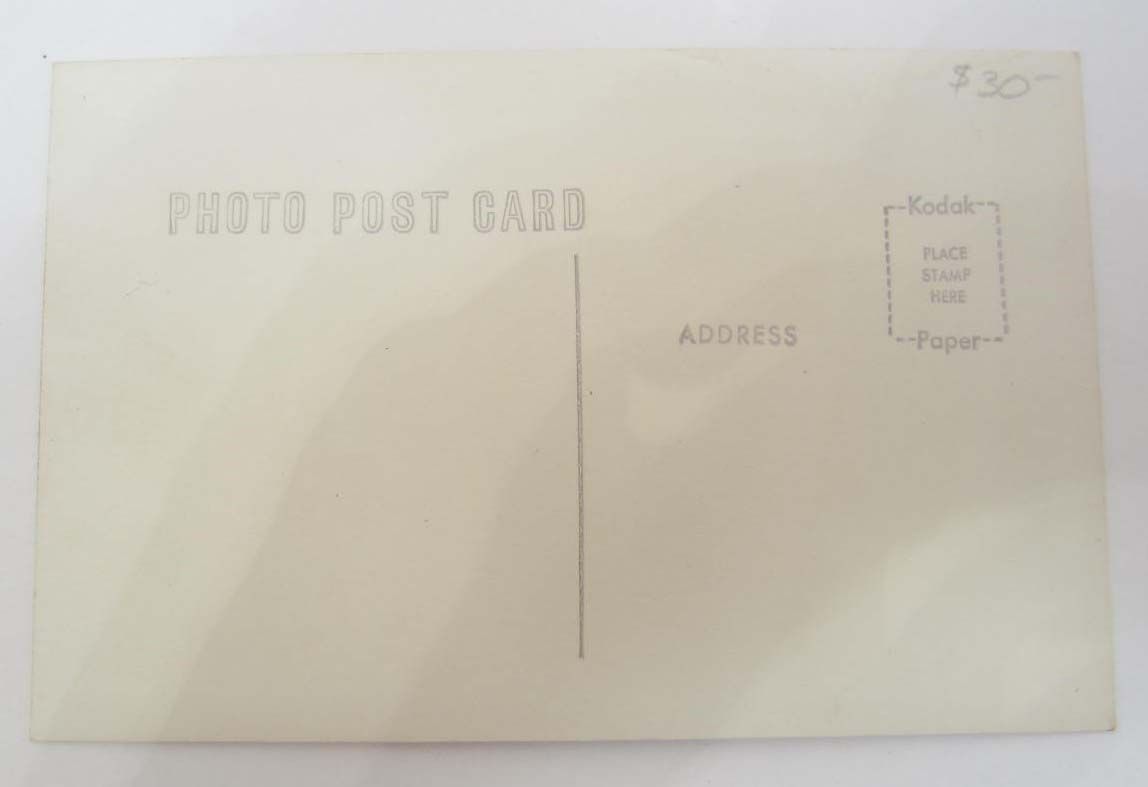 $30-
PHOTO POST CARD
Kodak
PLACE
STAMP
HERE
Paper
ADDRESS